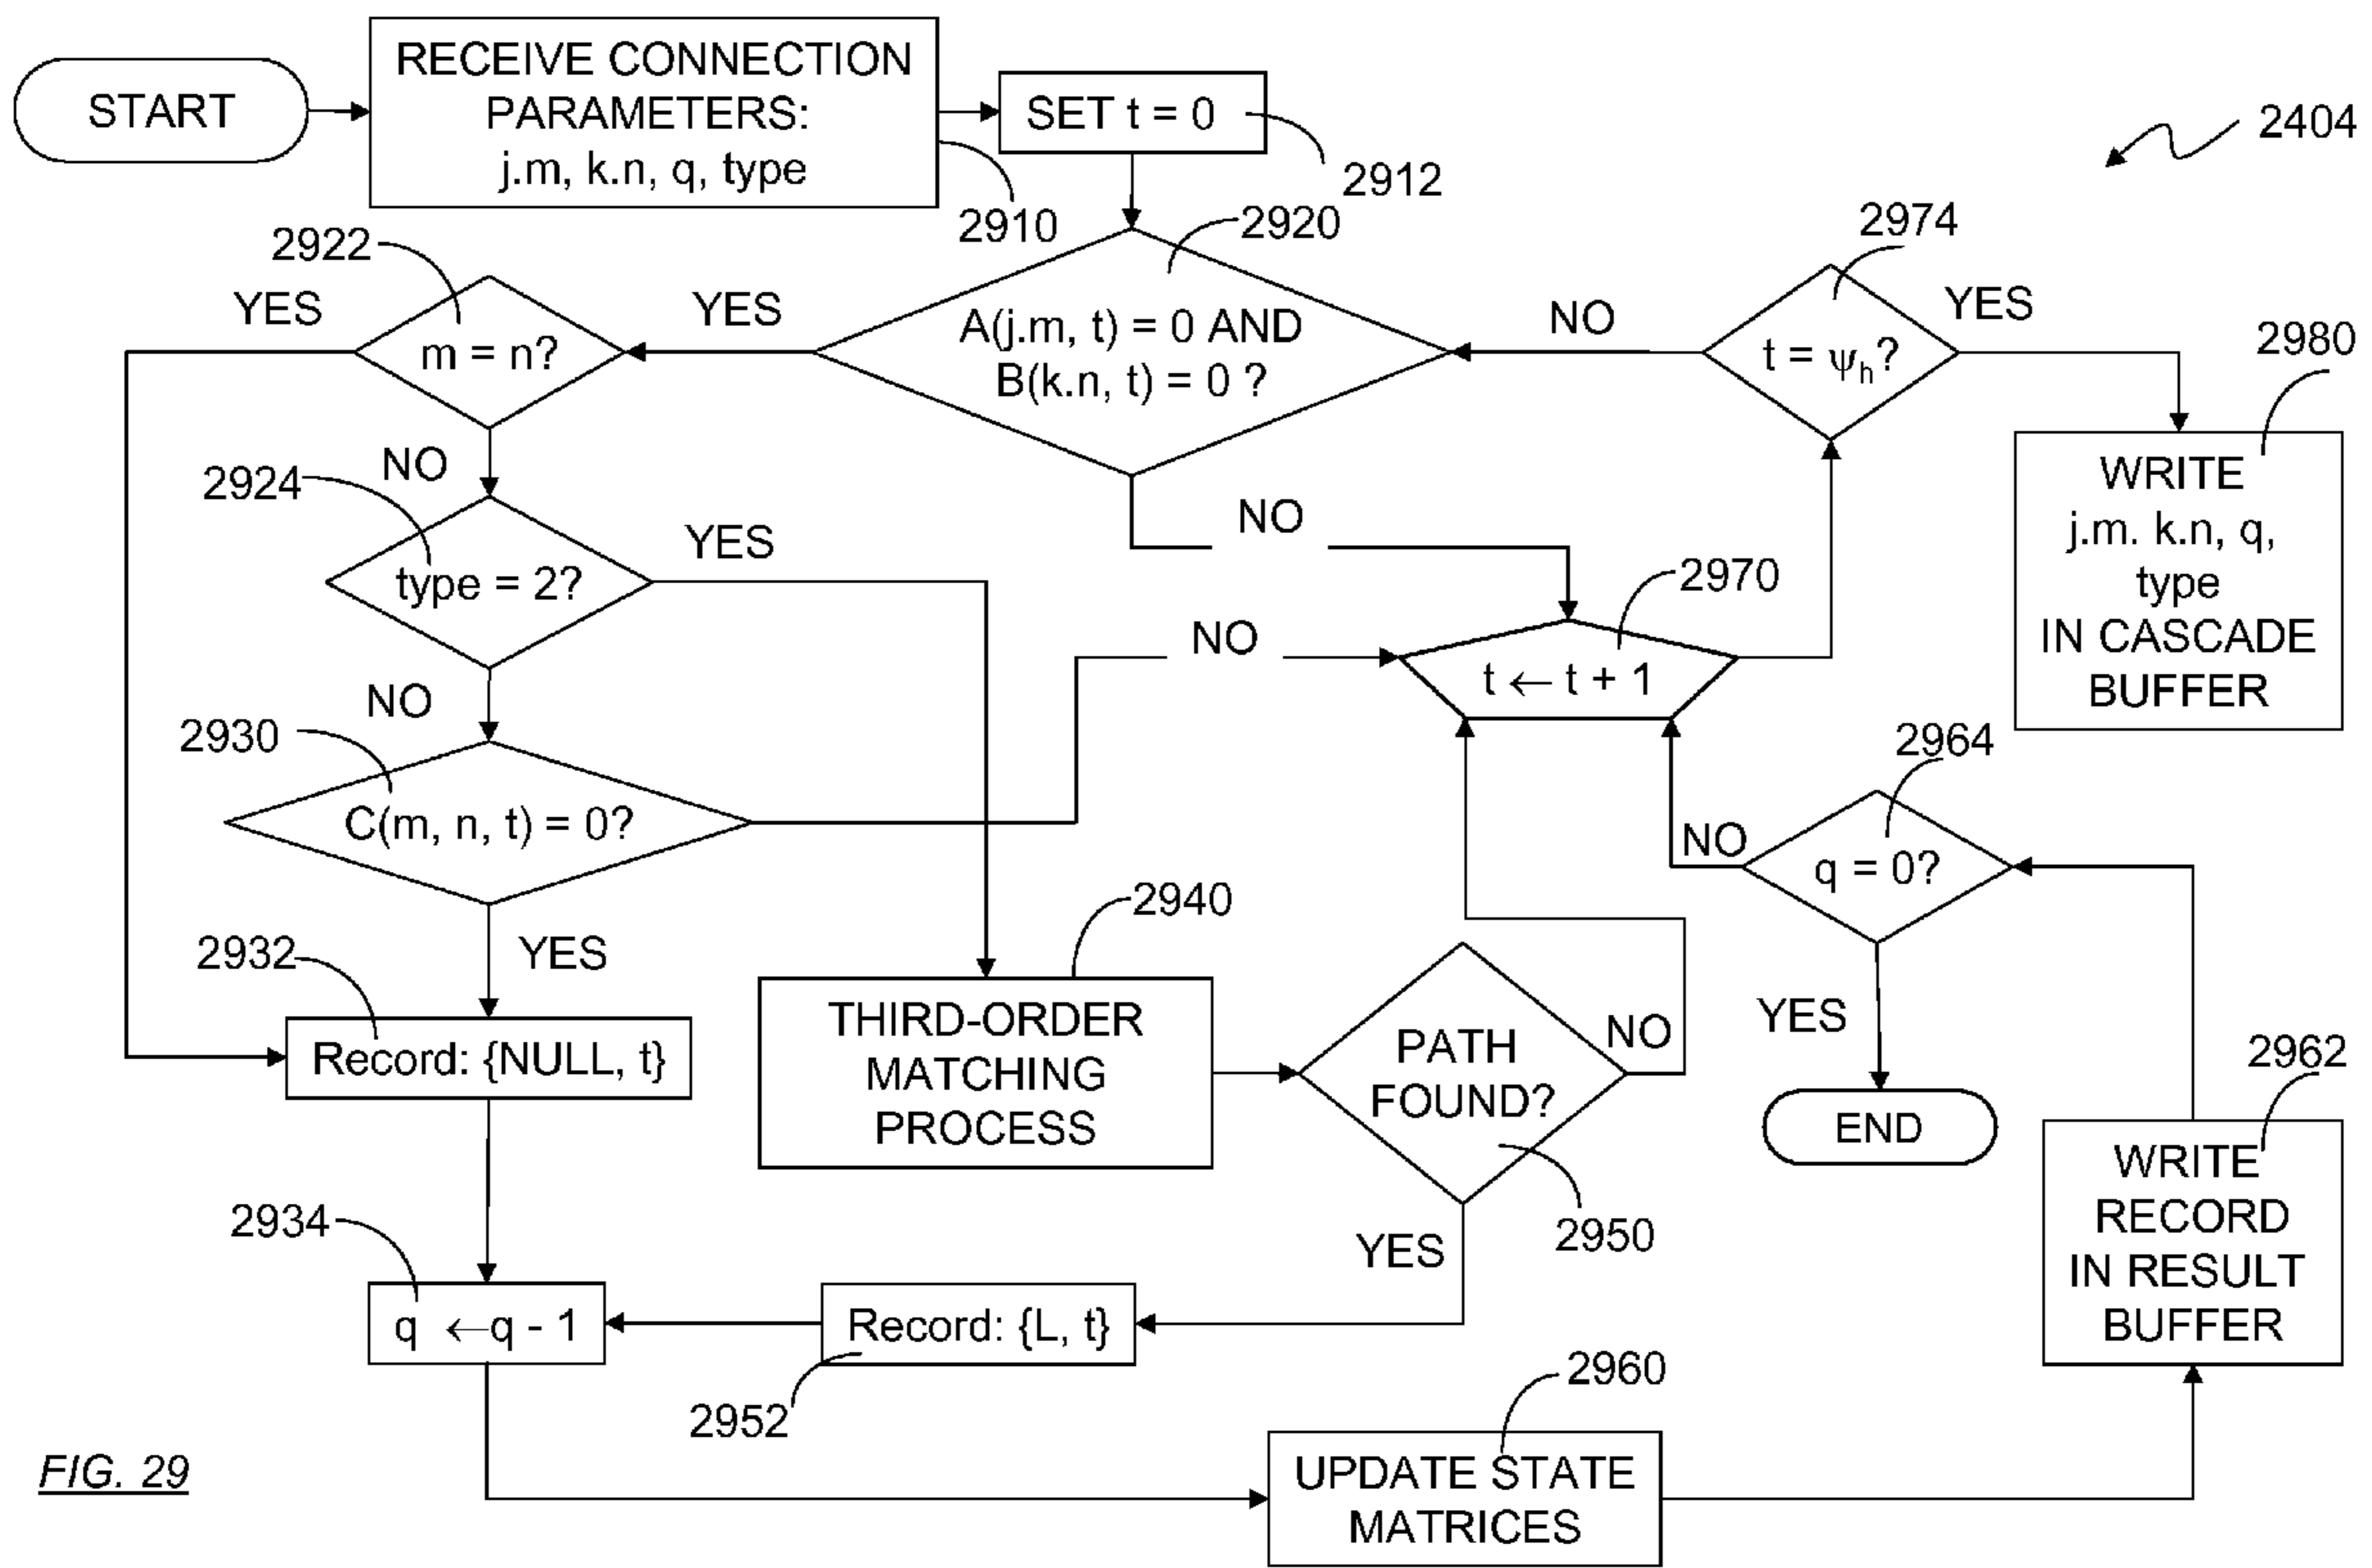 START
RECEIVE CONNECTION
PARAMETERS:
j.m, k.n, q, type
2910
SET t = 0
2912
2404
2920
A(j.m, t) = 0 AND
B(k.n, t) = 0 ?
YES
NO
2922
m = n?
YES
NO
2924
type = 2?
YES
NO
2930
C(m, n, t) = 0?
NO
YES
2932
Record: {NULL, t}
2934
q ←q - 1
2940
THIRD-ORDER
MATCHING
PROCESS
PATH
FOUND?
2950
NO
YES
Record: {L, t}
2952
2960
UPDATE STATE
MATRICES
2962
WRITE
RECORD
IN RESULT
BUFFER
2964
q = 0?
NO
YES
END
2970
t ← t + 1
2974
t = ψh?
NO
YES
2980
WRITE
j.m. k.n, q,
type
IN CASCADE
BUFFER
FIG. 29